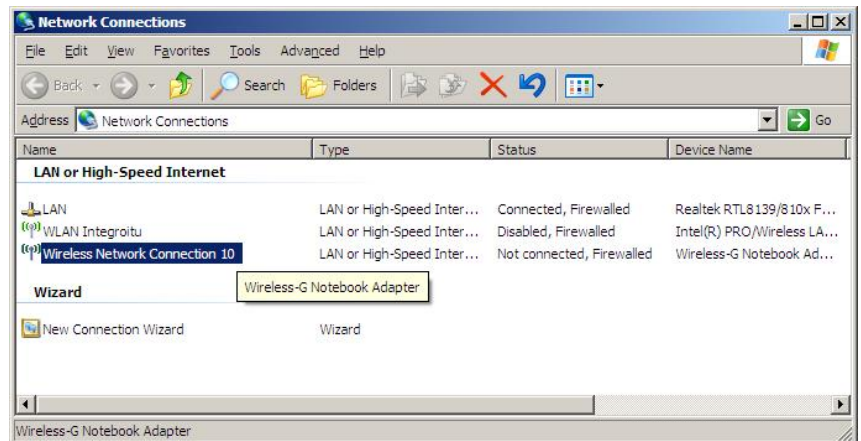 Network Connections
File Edit View Favorites Tools Advanced Help
Back Search Folders
Address Network Connections Go
Name Type Status Device Name
LAN or High-Speed Internet
LAN LAN or High-Speed Inter... Connected, Firewalled Realtek RTL8139/810x F...
WLAN Integroitu LAN or High-Speed Inter... Disabled, Firewalled Intel(R) PRO/Wireless LA...
Wireless Network Connection 10 LAN or High-Speed Inter... Not connected, Firewalled Wireless-G Notebook Ad...
Wireless-G Notebook Adapter
Wizard
New Connection Wizard Wizard
Wireless-G Notebook Adapter